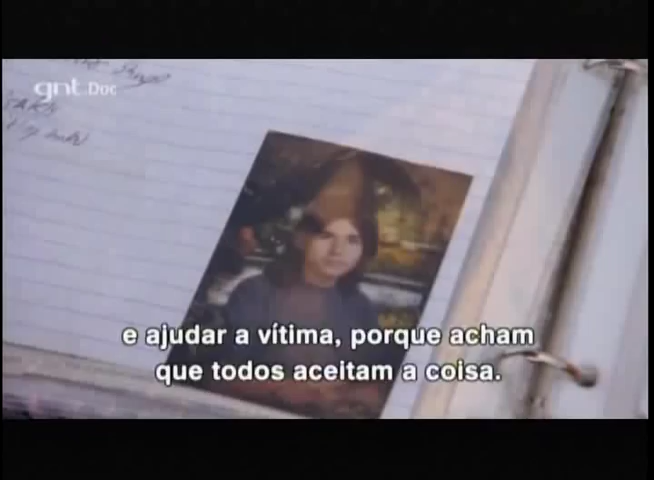 gnt.Doc
e ajudar a vítima, porque acham
que todos aceitam a coisa.